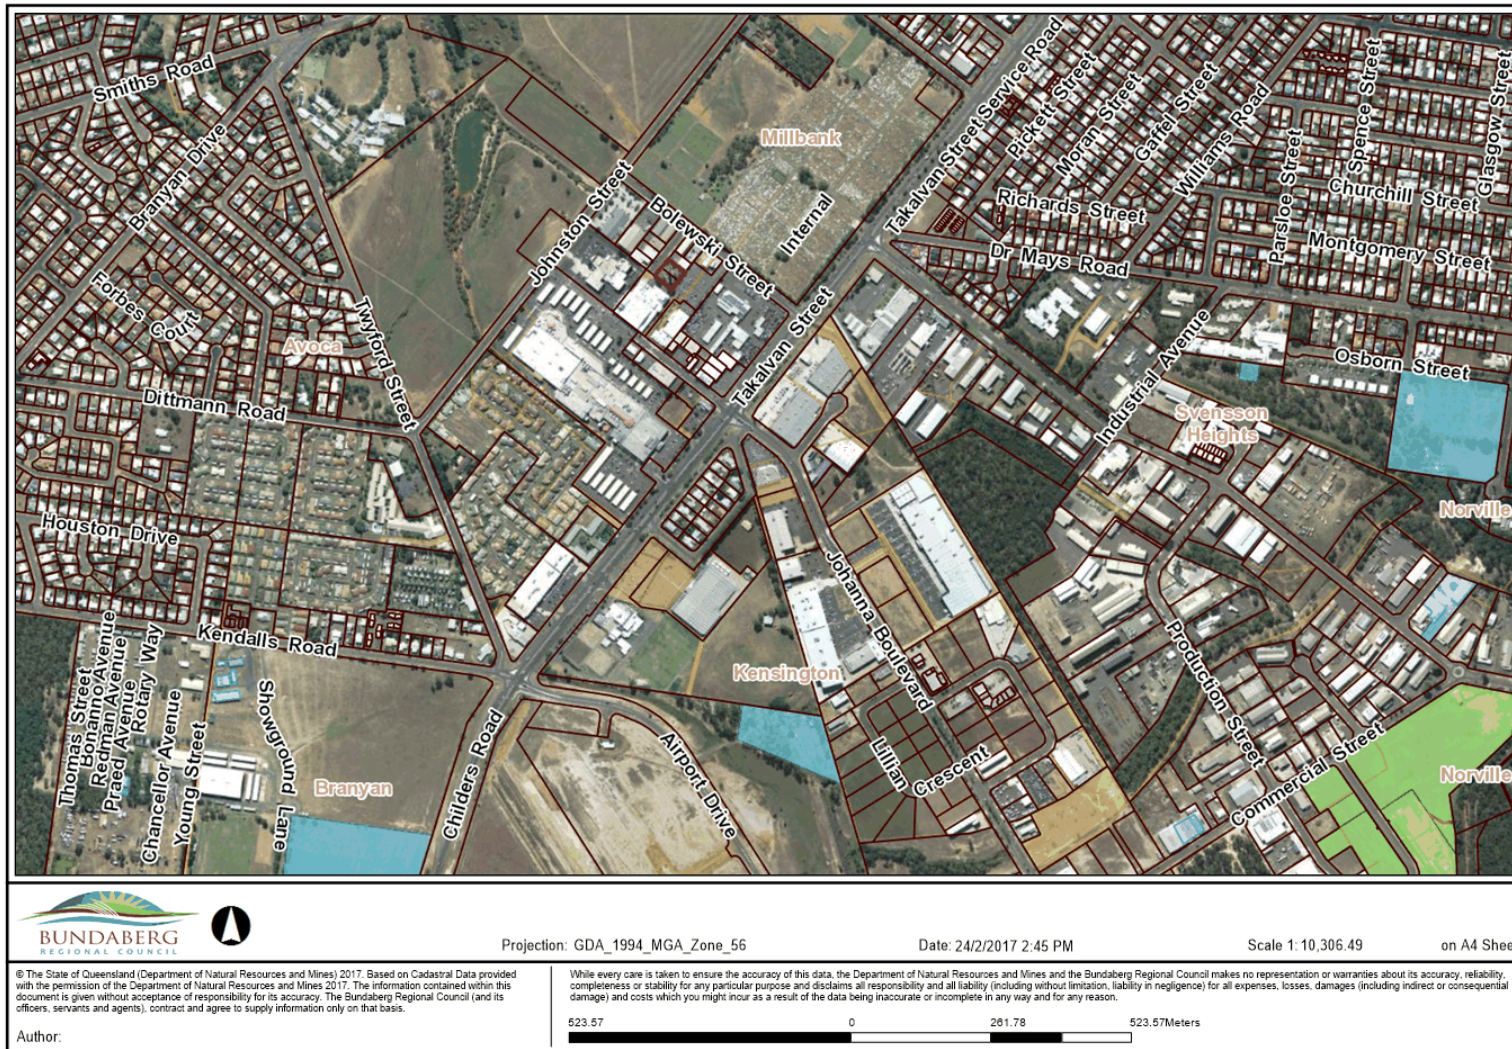 Smiths Road
Branyan Drive
Millbank
Takalvan Street Service Road
Pickett Street
Moran Street
Gaffel Street
Williams Road
Parsloe Street
Spence Street
Glasgow Street
Churchill Street
Montgomery Street
Richards Street
Dr Mays Road
Johnston Street
Bolewski Street
Internal
Takalvan Street
Forbes Court
Avoca
Twyford Street
Dittmann Road
Industrial Avenue
Osborn Street
Svensson
Heights
Norville
Houston Drive
Kendalls Road
Thomas Street
Bonanno Avenue
Redman Avenue
Praed Avenue
Rotary Way
Chancellor Avenue
Young Street
Showground Lane
Branyan
Childers Road
Airport Drive
Kensington
Johanna Boulevard
Lillian Crescent
Production Street
Commercial Street
Norville
BUNDABERG
REGIONAL COUNCIL
Projection: GDA_1994_MGA_Zone_56
Date: 24/2/2017 2:45 PM
Scale 1: 10,306.49
on A4 Shee
© The State of Queensland (Department of Natural Resources and Mines) 2017. Based on Cadastral Data provided
with the permission of the Department of Natural Resources and Mines 2017. The information contained within this
document is given without acceptance of responsibility for its accuracy. The Bundaberg Regional Council (and its
officers, servants and agents), contract and agree to supply information only on that basis.
Author:
While every care is taken to ensure the accuracy of this data, the Department of Natural Resources and Mines and the Bundaberg Regional Council makes no representation or warranties about its accuracy, reliability,
completeness or stability for any particular purpose and disclaims all responsibility and all liability (including without limitation, liability in negligence) for all expenses, losses, damages (including indirect or consequential
damage) and costs which you might incur as a result of the data being inaccurate or incomplete in any way and for any reason.
523.57 0 261.78 523.57Meters